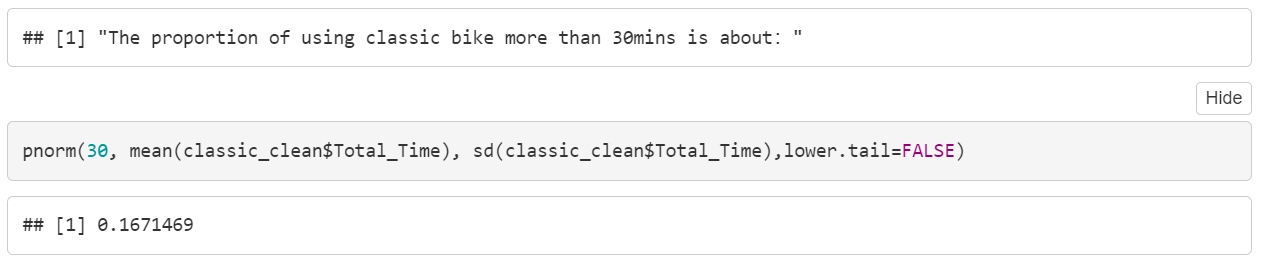 ## [1] "The proportion of using classic bike more than 30mins is about: "
Hide
pnorm(30, mean(classic_clean$Total_Time), sd(classic_clean$Total_Time),lower.tail=FALSE)
## [1] 0.1671469